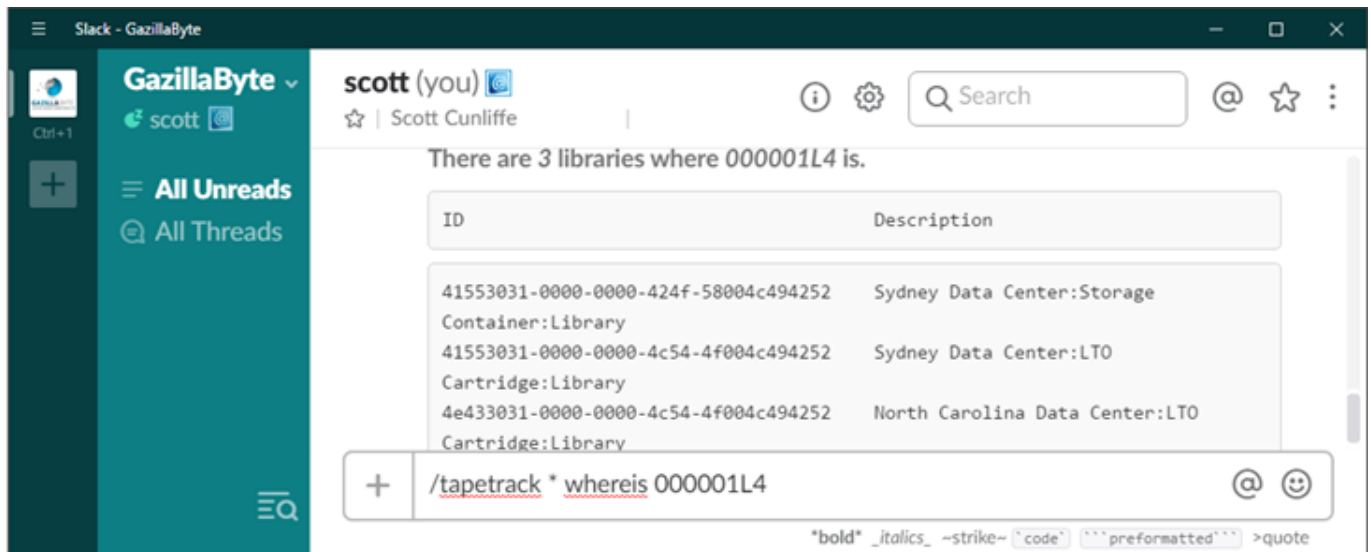 Slack - GazillaByte
GazillaByte
scott
Ctrl+1
All Unreads
All Threads
scott (you)
Scott Cunliffe
Search
There are 3 libraries where 000001L4 is.
ID Description
41553031-0000-0000-424f-58004c494252 Sydney Data Center:Storage
Container:Library
41553031-0000-0000-4c54-4f004c494252 Sydney Data Center:LTO
Cartridge:Library
4e433031-0000-0000-4c54-4f004c494252 North Carolina Data Center:LTO
Cartridge:Library
/tapetrack * whereis 000001L4
*bold* _italics_ ~strike~ `code` ```preformatted``` >quote